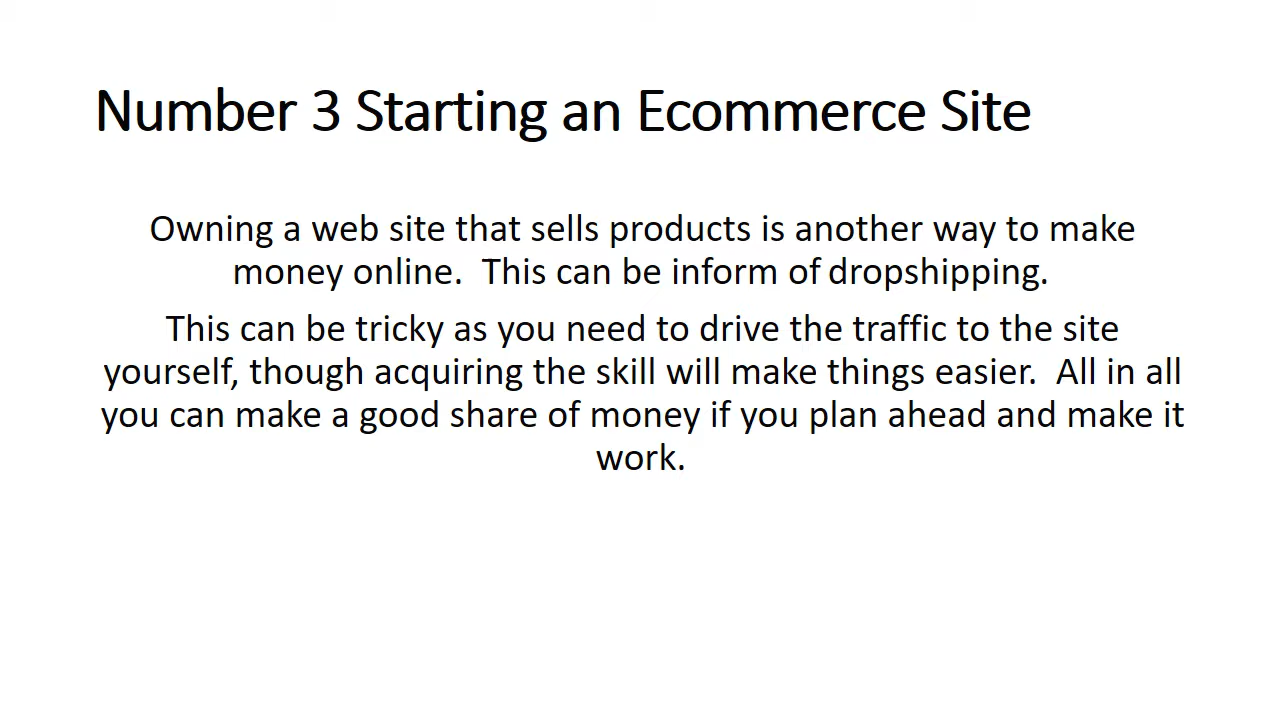 Number 3 Starting an Ecommerce Site
Owning a web site that sells products is another way to make
money online.  This can be inform of dropshipping.
This can be tricky as you need to drive the traffic to the site
yourself, though acquiring the skill will make things easier.  All in all
you can make a good share of money if you plan ahead and make it
work.